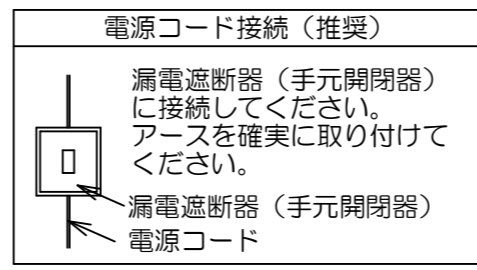 電源コード接続（推奨）
漏電遮断器（手元開閉器）
に接続してください。
アースを確実に取り付けて
ください。
漏電遮断器（手元開閉器）
電源コード